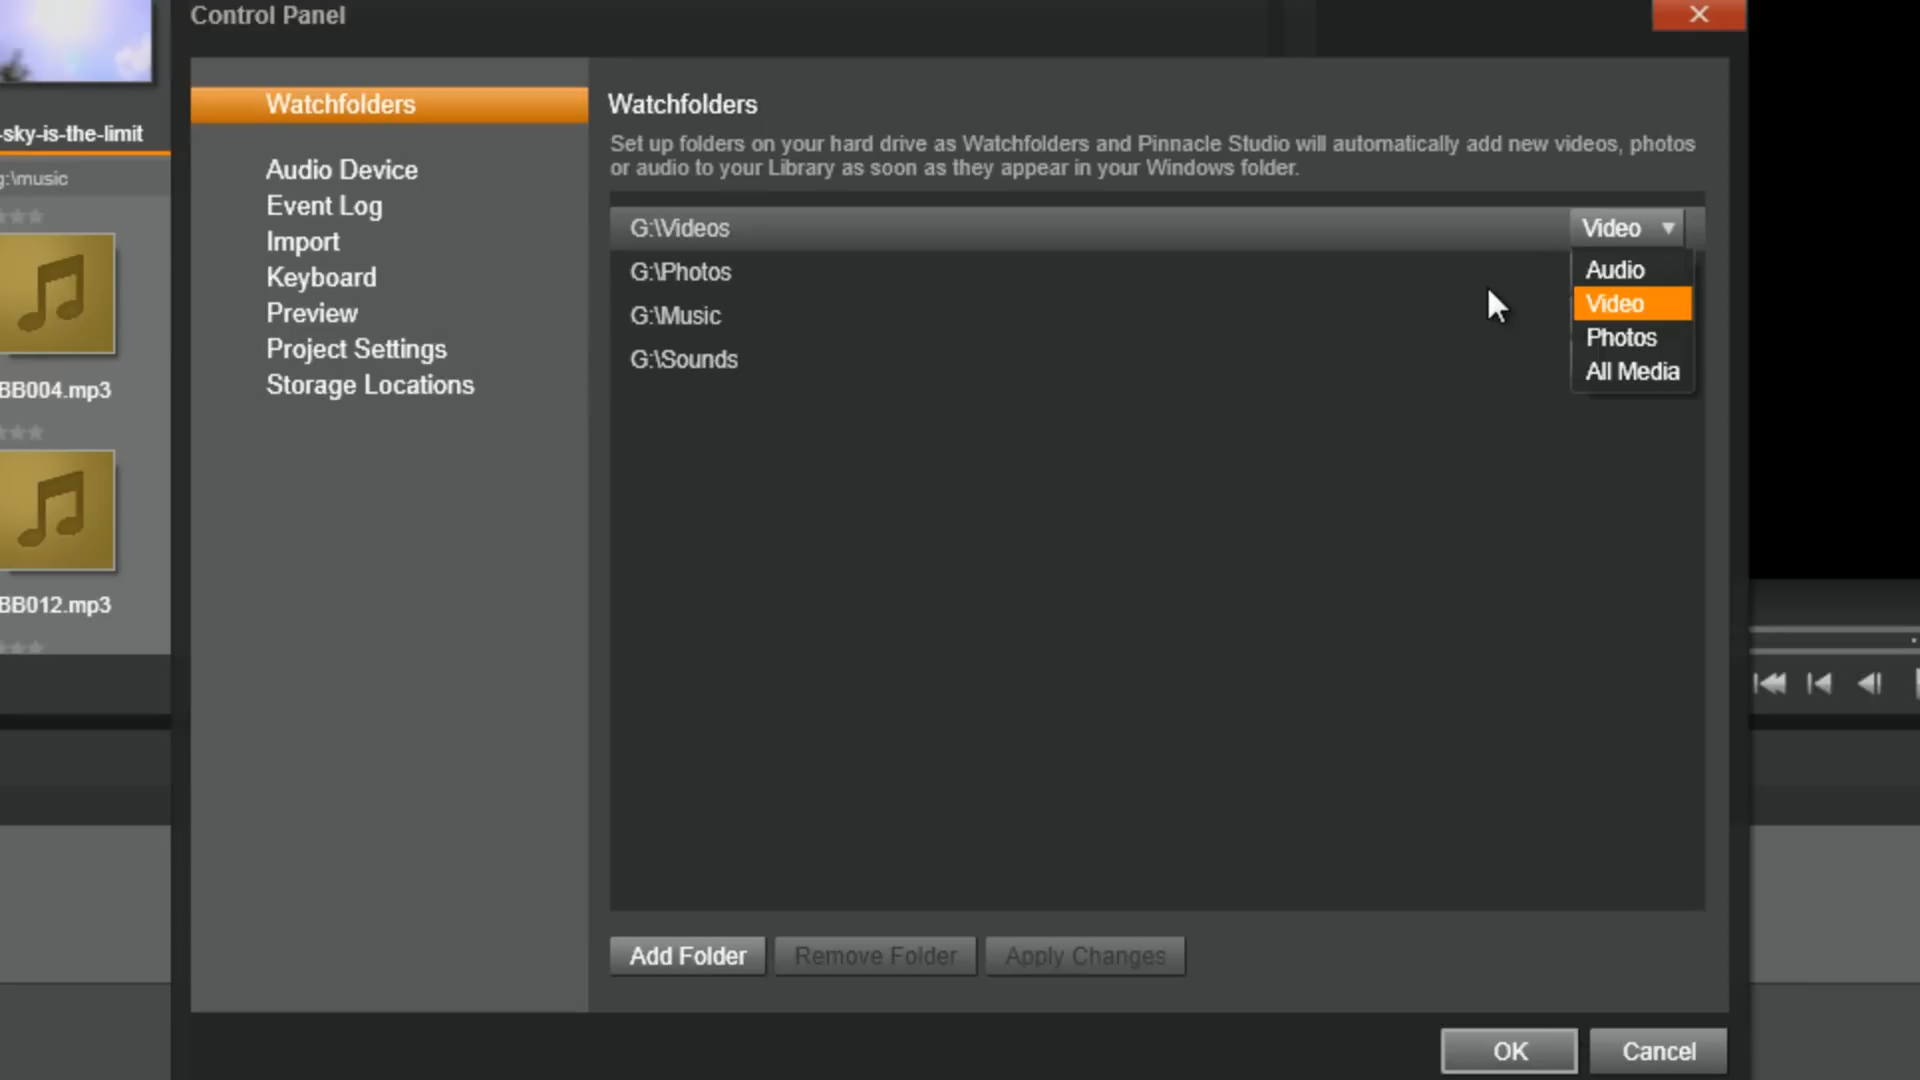 Control Panel
-sky-is-the-limit
g:\music
BB004.mp3
BB012.mp3
Watchfolders
Audio Device
Event Log
Import
Keyboard
Preview
Project Settings
Storage Locations
Watchfolders
Set up folders on your hard drive as Watchfolders and Pinnacle Studio will automatically add new videos, photos
or audio to your Library as soon as they appear in your Windows folder.
G:\Videos
Video
G:\Photos
G:\Music
G:\Sounds
Audio
Video
Photos
All Media
Add Folder
Remove Folder
Apply Changes
OK
Cancel